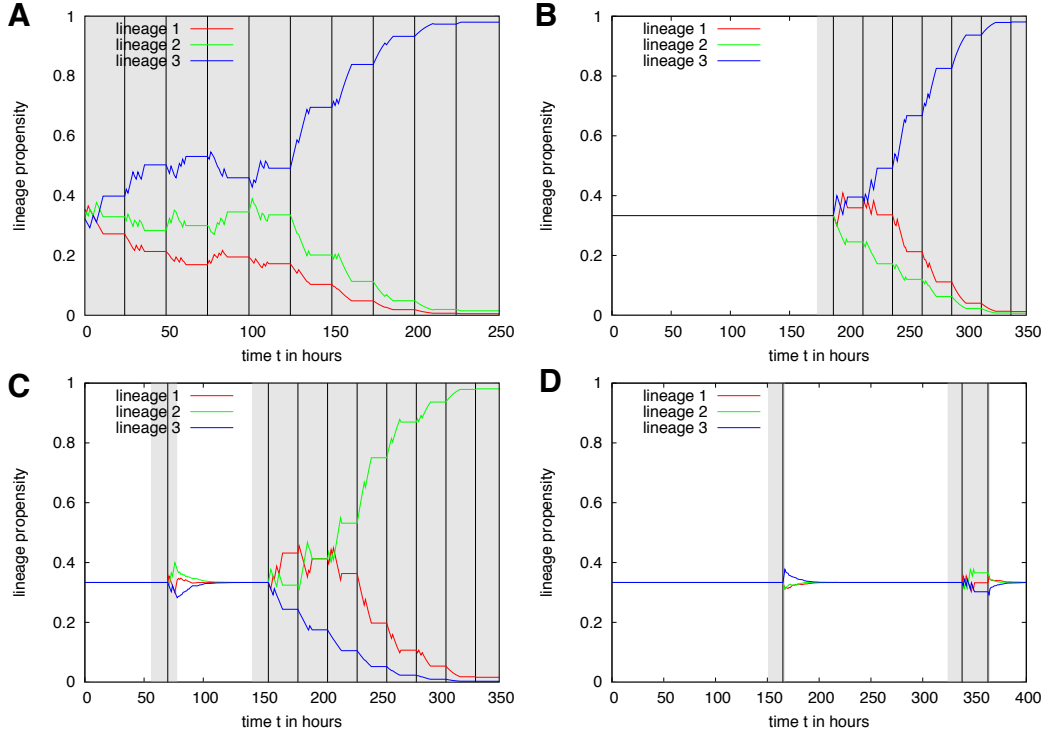 A
1
0.8
0.6
0.4
0.2
0
lineage propensity
lineage 1
lineage 2
lineage 3
0 50 100 150 200 250
time t in hours
B
1
0.8
0.6
0.4
0.2
0
lineage propensity
lineage 1
lineage 2
lineage 3
0 50 100 150 200 250 300 350
time t in hours
C
1
0.8
0.6
0.4
0.2
0
lineage propensity
lineage 1
lineage 2
lineage 3
0 50 100 150 200 250 300 350
time t in hours
D
1
0.8
0.6
0.4
0.2
0
lineage propensity
lineage 1
lineage 2
lineage 3
0 50 100 150 200 250 300 350 400
time t in hours